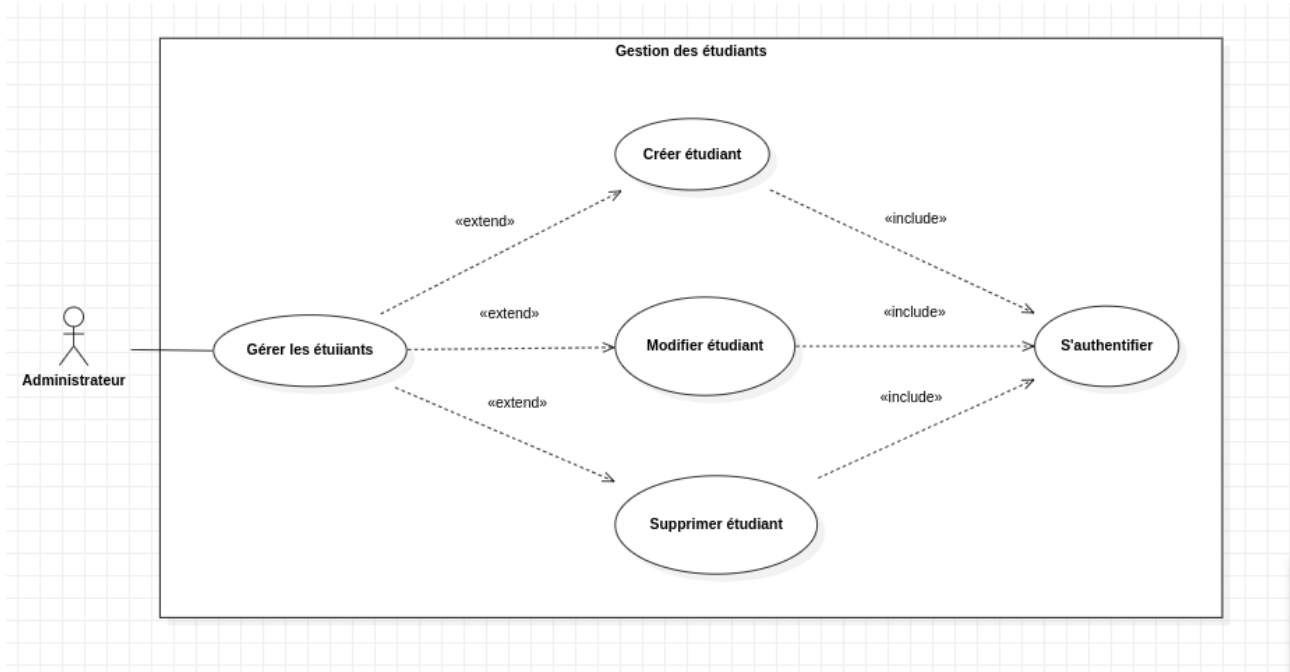 Gestion des étudiants
Créer étudiant
«extend»
«include»
«extend»
«include»
Administrateur
Gérer les étuiiants
Modifier étudiant
S'authentifier
«extend»
«include»
Supprimer étudiant